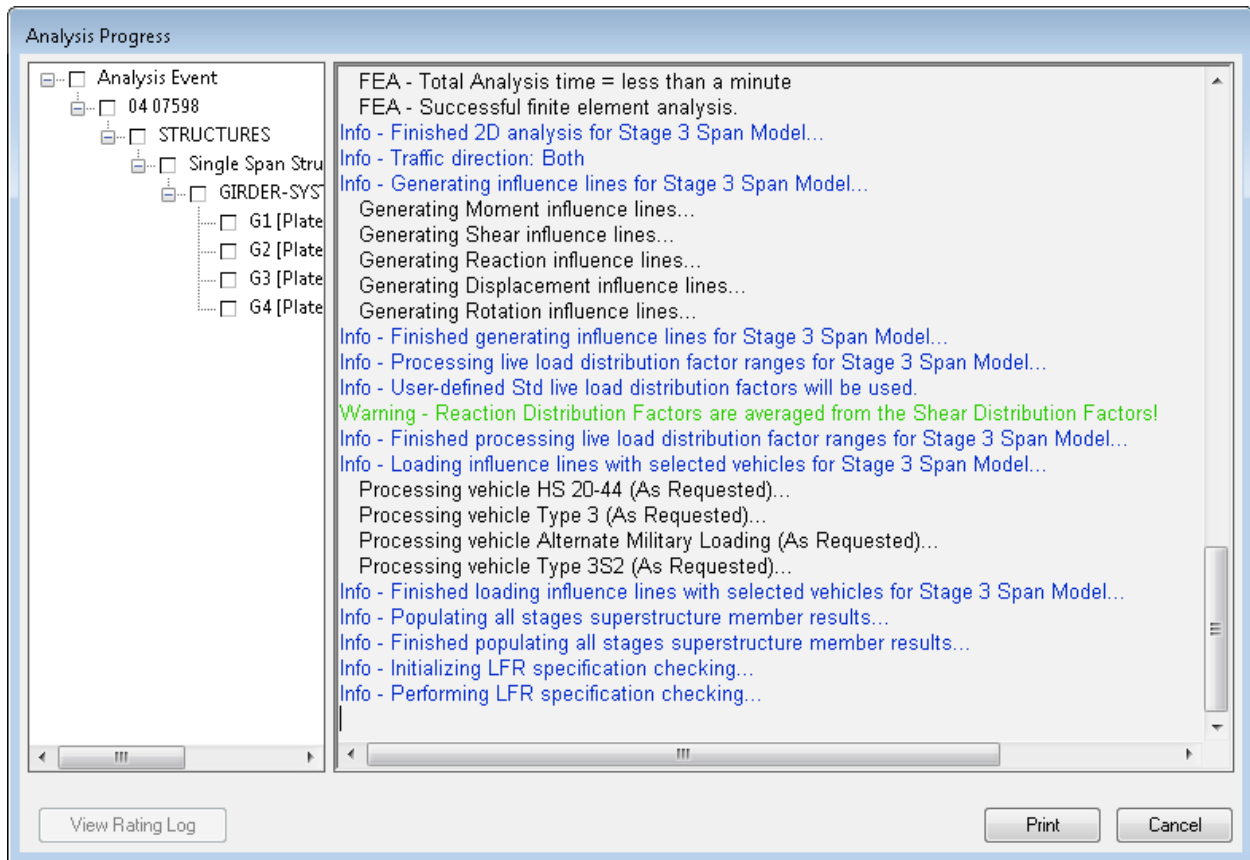 Analysis Progress
Analysis Event
04 07598
STRUCTURES
Single Span Stru
GIRDER-SYST
G1 [Plate
G2 [Plate
G3 [Plate
G4 [Plate
FEA - Total Analysis time = less than a minute
FEA - Successful finite element analysis.
Info - Finished 2D analysis for Stage 3 Span Model...
Info - Traffic direction: Both
Info - Generating influence lines for Stage 3 Span Model...
Generating Moment influence lines...
Generating Shear influence lines...
Generating Reaction influence lines...
Generating Displacement influence lines...
Generating Rotation influence lines...
Info - Finished generating influence lines for Stage 3 Span Model...
Info - Processing live load distribution factor ranges for Stage 3 Span Model...
Info - User-defined Std live load distribution factors will be used.
Warning - Reaction Distribution Factors are averaged from the Shear Distribution Factors!
Info - Finished processing live load distribution factor ranges for Stage 3 Span Model...
Info - Loading influence lines with selected vehicles for Stage 3 Span Model...
Processing vehicle HS 20-44 (As Requested)...
Processing vehicle Type 3 (As Requested)...
Processing vehicle Alternate Military Loading (As Requested)...
Processing vehicle Type 3S2 (As Requested)...
Info - Finished loading influence lines with selected vehicles for Stage 3 Span Model...
Info - Populating all stages superstructure member results...
Info - Finished populating all stages superstructure member results...
Info - Initializing LFR specification checking...
Info - Performing LFR specification checking...
View Rating Log
Print
Cancel